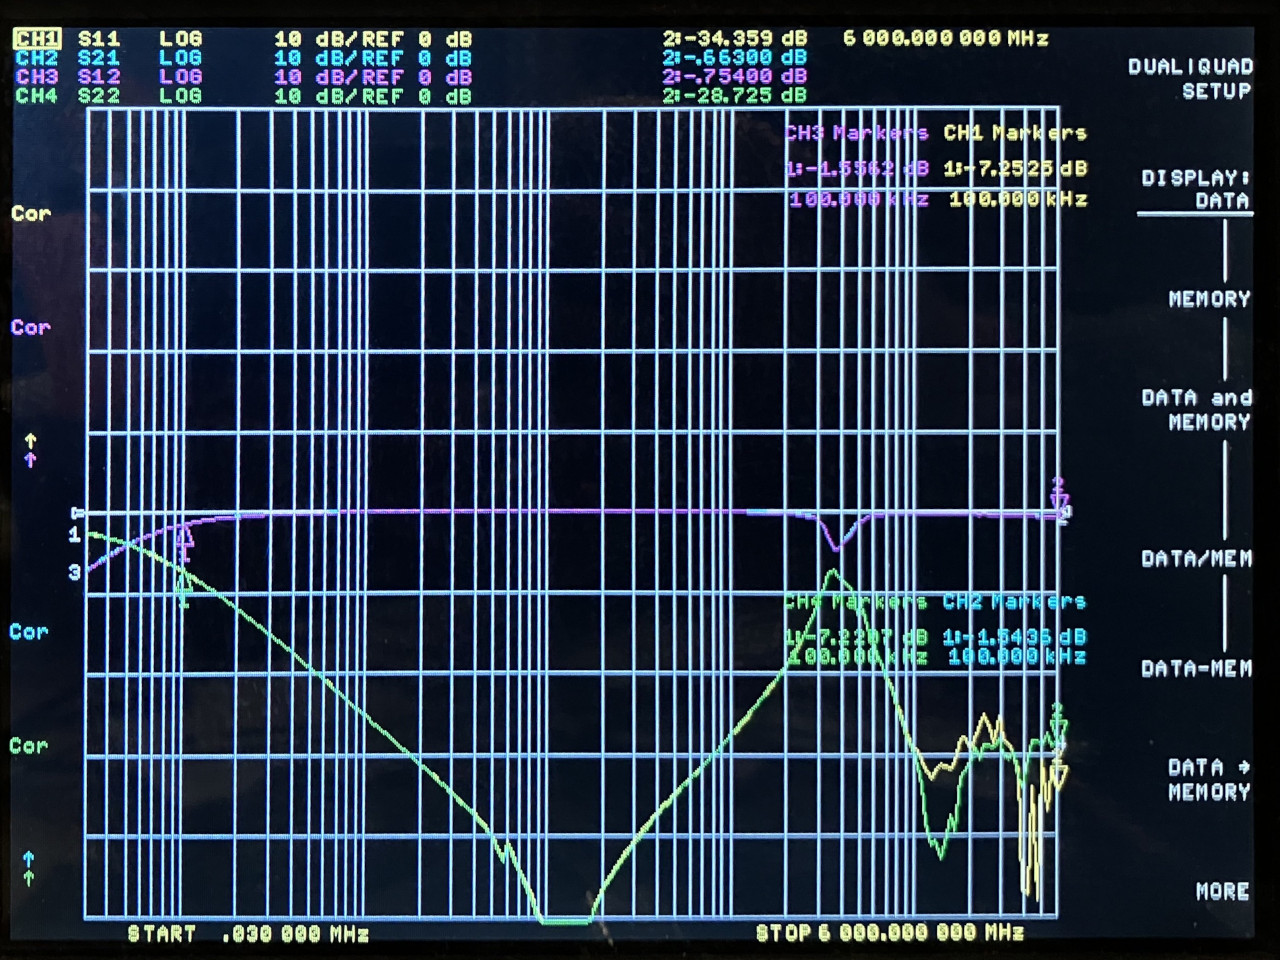 CH1 S11 LOG 10 dB/REF 0 dB 2:-34.359 dB 6 000.000 000 MHz
CH2 S21 LOG 10 dB/REF 0 dB 2:-.66300 dB
CH3 S12 LOG 10 dB/REF 0 dB 2:-.75400 dB
CH4 S22 LOG 10 dB/REF 0 dB 2:-28.725 dB
DUAL|QUAD
SETUP
CH3 Markers CH1 Markers
1:-1.5562 dB 1:-7.2525 dB
100.000 kHz 100.000 kHz
DISPLAY:
DATA
Cor
MEMORY
Cor
DATA and
MEMORY
↑
↑
2
1
3
DATA/MEM
1
CH4 Markers CH2 Markers
Cor
1:-7.2207 dB 1:-1.5436 dB
100.000 kHz 100.000 kHz
DATA-MEM
2
Cor
DATA →
MEMORY
↑
↑
MORE
START .030 000 MHz STOP 6 000.000 000 MHz